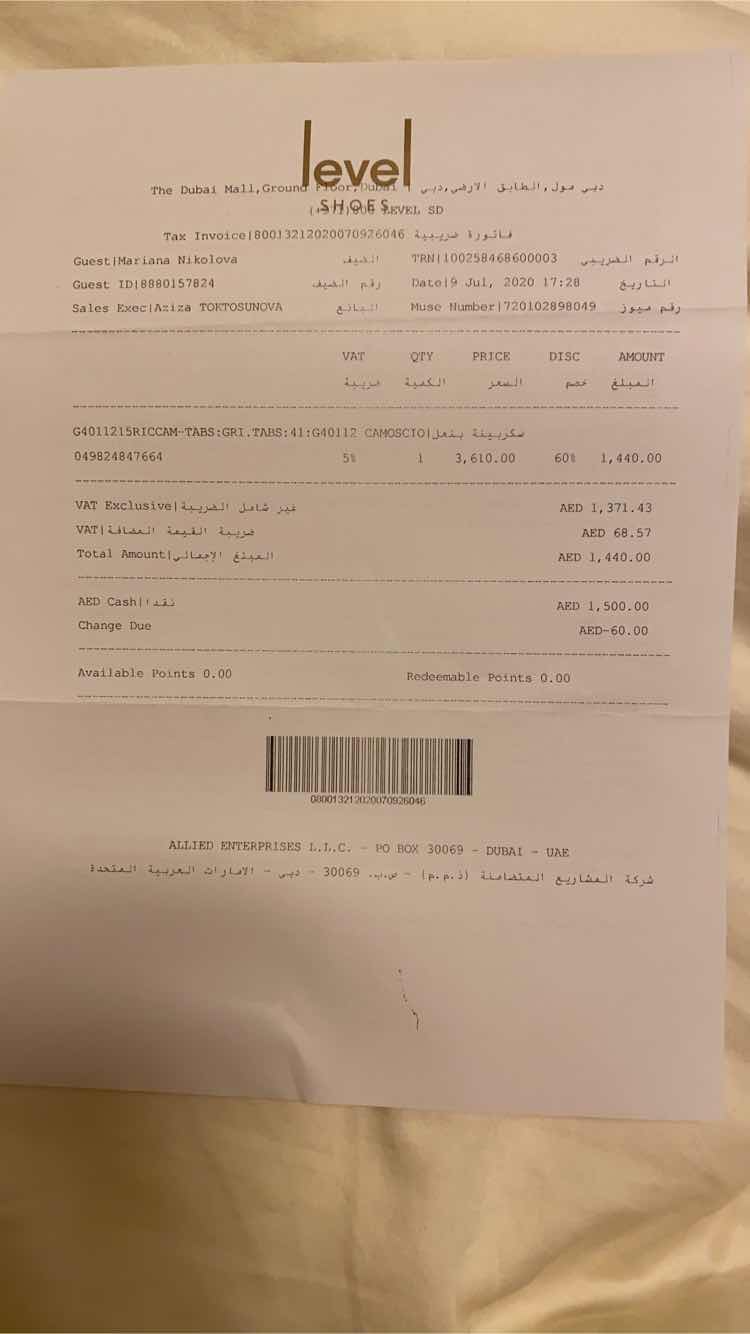 level
SHOES
The Dubai Mall,Ground Floor,Dubai | دبي مول,الطابق الارضي,دبي
(+971)800 LEVEL SD
Tax Invoice|80013212020070926046 فاتورة ضريبية
Guest|Mariana Nikolova الضيف TRN|100258468600003 الرقم الضريبي
Guest ID|8880157824 رقم الضيف Date|9 Jul, 2020 17:28 التاريخ
Sales Exec|Aziza TOKTOSUNOVA البائع Muse Number|720102898049 رقم ميوز
VAT QTY PRICE DISC AMOUNT
ضريبة الكمية السعر خصم المبلغ
G4011215RICCAM-TABS:GRI.TABS:41:G40112 CAMOSCIO|سكربينة بنعل
049824847664 5% 1 3,610.00 60% 1,440.00
VAT Exclusive|غير شامل الضريبة AED 1,371.43
VAT|ضريبة القيمة المضافة AED 68.57
Total Amount|المبلغ الإجمالي AED 1,440.00
AED Cash|نقدا AED 1,500.00
Change Due AED-60.00
Available Points 0.00 Redeemable Points 0.00
080013212020070926046
ALLIED ENTERPRISES L.L.C. - PO BOX 30069 - DUBAI - UAE
شركة المشاريع المتضامنة (ذ.م.م) - ص.ب. 30069 - دبي - الامارات العربية المتحدة